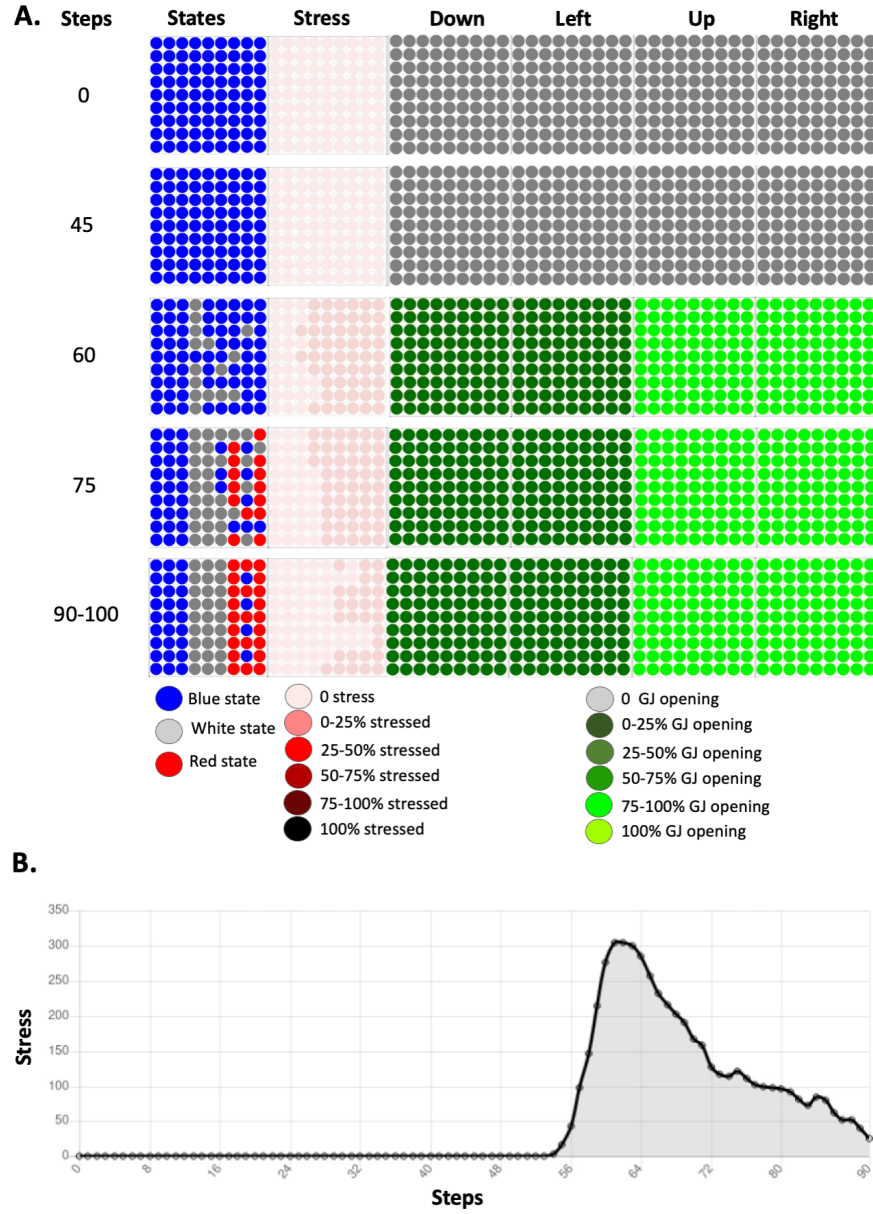 A. Steps States Stress Down Left Up Right
0
45
60
75
90-100
Blue state
White state
Red state
0 stress
0-25% stressed
25-50% stressed
50-75% stressed
75-100% stressed
100% stressed
0 GJ opening
0-25% GJ opening
25-50% GJ opening
50-75% GJ opening
75-100% GJ opening
100% GJ opening
B.
350
300
250
200
150
100
50
0
Stress
0 8 16 24 32 40 48 56 64 72 80 90
Steps